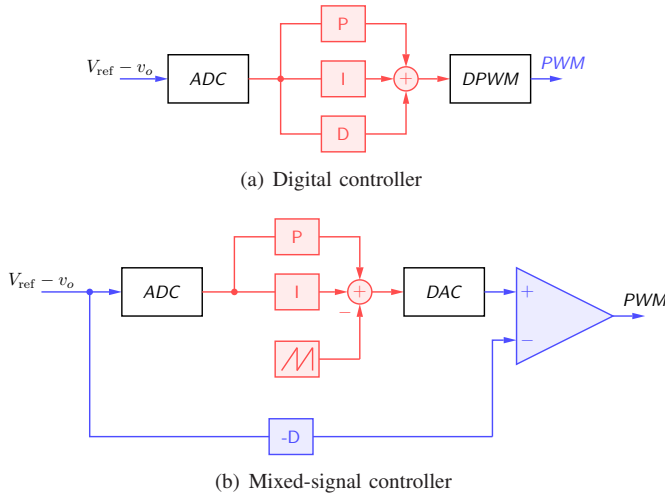 P
V_ref − v_o
ADC
I
+
DPWM
PWM
D
(a) Digital controller
P
V_ref − v_o
ADC
I
+
−
DAC
+
−
PWM
-D
(b) Mixed-signal controller